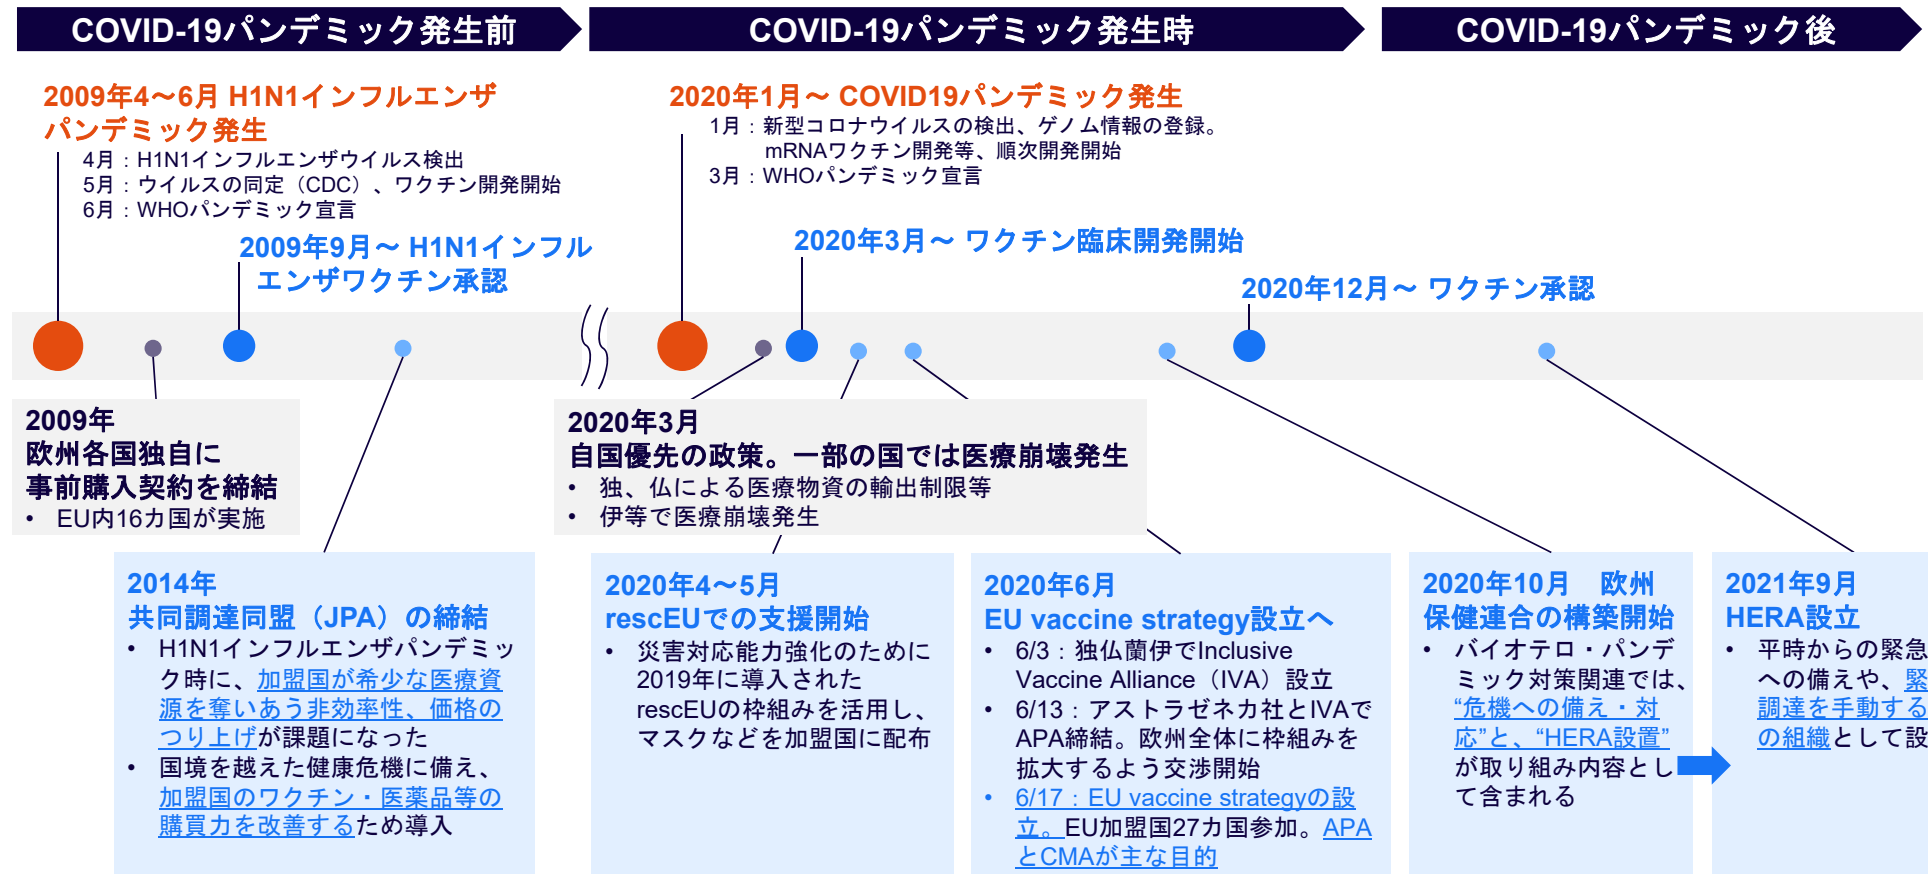 COVID-19パンデミック発生前
COVID-19パンデミック発生時
COVID-19パンデミック後
2009年4～6月 H1N1インフルエンザ
パンデミック発生
4月：H1N1インフルエンザウイルス検出
5月：ウイルスの同定（CDC）、ワクチン開発開始
6月：WHOパンデミック宣言
2009年9月～ H1N1インフル
エンザワクチン承認
2020年1月～ COVID19パンデミック発生
1月：新型コロナウイルスの検出、ゲノム情報の登録。
mRNAワクチン開発等、順次開発開始
3月：WHOパンデミック宣言
2020年3月～ ワクチン臨床開発開始
2020年12月～ ワクチン承認
2009年
欧州各国独自に
事前購入契約を締結
• EU内16カ国が実施
2020年3月
自国優先の政策。一部の国では医療崩壊発生
• 独、仏による医療物資の輸出制限等
• 伊等で医療崩壊発生
2014年
共同調達同盟（JPA）の締結
• H1N1インフルエンザパンデミッ
ク時に、加盟国が希少な医療資
源を奪いあう非効率性、価格の
つり上げが課題になった
• 国境を越えた健康危機に備え、
加盟国のワクチン・医薬品等の
購買力を改善するため導入
2020年4～5月
rescEUでの支援開始
• 災害対応能力強化のために
2019年に導入された
rescEUの枠組みを活用し、
マスクなどを加盟国に配布
2020年6月
EU vaccine strategy設立へ
• 6/3：独仏蘭伊でInclusive
Vaccine Alliance（IVA）設立
• 6/13：アストラゼネカ社とIVAで
APA締結。欧州全体に枠組みを
拡大するよう交渉開始
• 6/17：EU vaccine strategyの設
立。EU加盟国27カ国参加。APA
とCMAが主な目的
2020年10月　欧州
保健連合の構築開始
• バイオテロ・パンデ
ミック対策関連では、
“危機への備え・対
応”と、“HERA設置”
が取り組み内容とし
て含まれる
2021年9月
HERA設立
• 平時からの緊急
への備えや、緊
調達を手動する
の組織として設